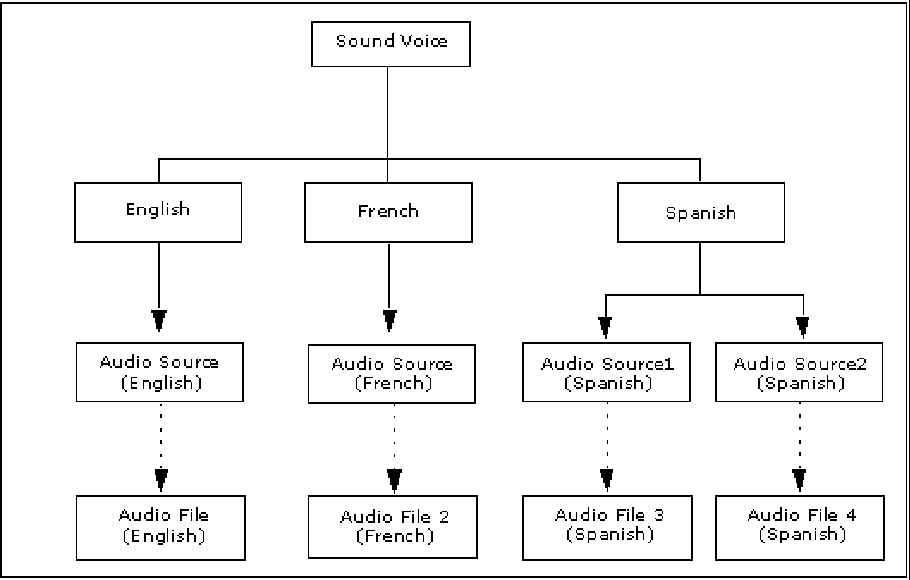 Sound Voice
English
French
Spanish
Audio Source
(English)
Audio Source
(French)
Audio Source1
(Spanish)
Audio Source2
(Spanish)
Audio File
(English)
Audio File 2
(French)
Audio File 3
(Spanish)
Audio File 4
(Spanish)